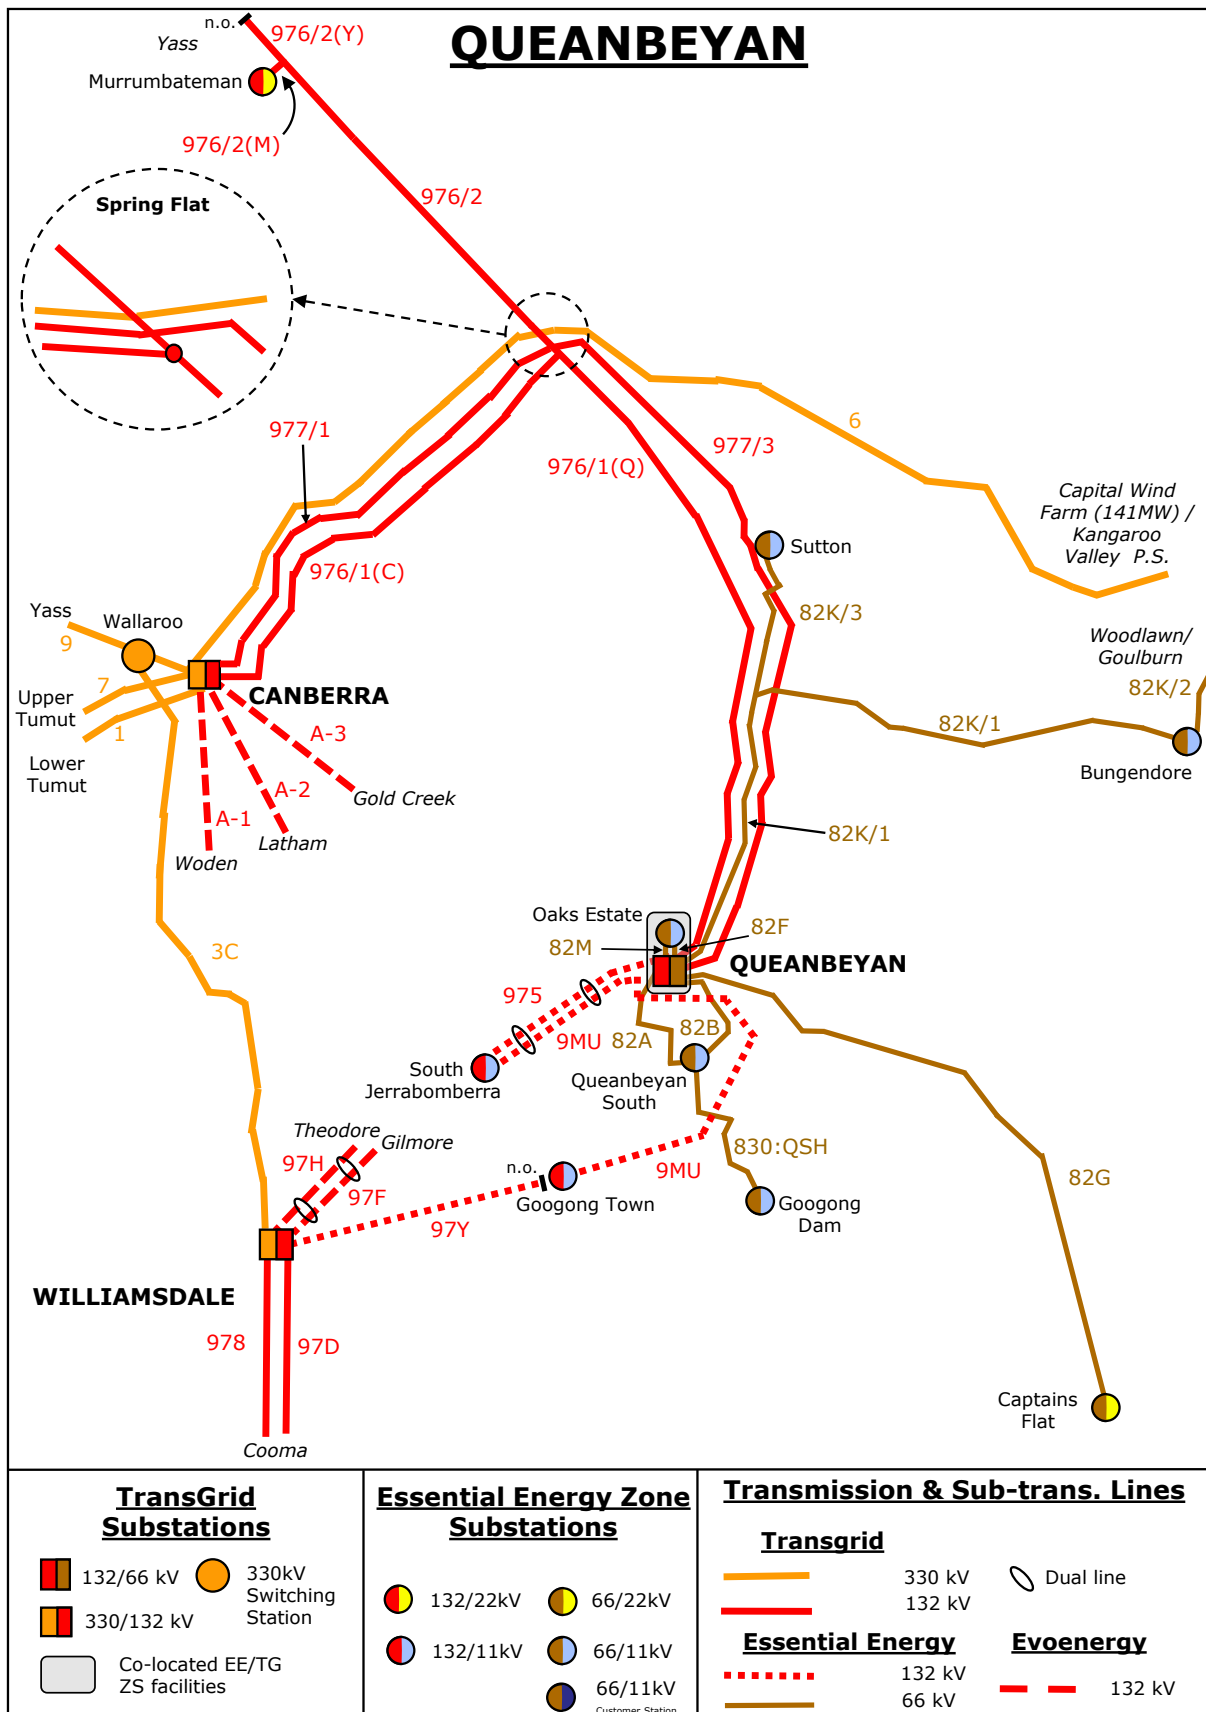 QUEANBEYAN
n.o.
976/2(Y)
Yass
Murrumbateman
976/2(M)
976/2
Spring Flat
6
977/1
977/3
976/1(Q)
Capital Wind
Farm (141MW) /
Kangaroo
Valley P.S.
Sutton
976/1(C)
Yass
Wallaroo
82K/3
9
Woodlawn/
Goulburn
7
CANBERRA
82K/2
Upper
Tumut
1
A-3
82K/1
Lower
Tumut
A-2
Gold Creek
Bungendore
A-1
82K/1
Latham
Woden
Oaks Estate
82F
82M
3C
QUEANBEYAN
975
9MU
82A
82B
South
Jerrabomberra
Queanbeyan
South
Theodore
Gilmore
97H
830:QSH
9MU
97F
n.o.
82G
Googong Town
Googong
Dam
97Y
WILLIAMSDALE
978
97D
Captains
Flat
Cooma
TransGrid
Substations
132/66 kV
330kV
Switching
Station
330/132 kV
Co-located EE/TG
ZS facilities
Essential Energy Zone
Substations
132/22kV
66/22kV
132/11kV
66/11kV
66/11kV
Customer Station
Transmission & Sub-trans. Lines
Transgrid
330 kV
Dual line
132 kV
Essential Energy
Evoenergy
132 kV
132 kV
66 kV